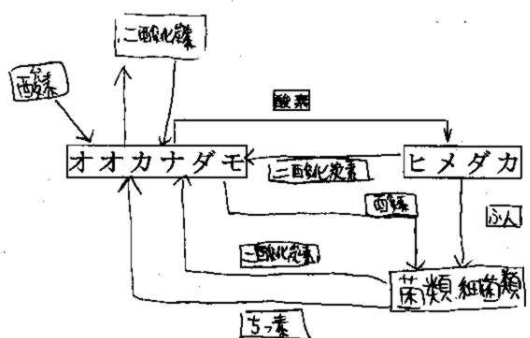 二酸化炭素
酸素
酸素
オオカナダモ
ヒメダカ
二酸化炭素
酸素
ふん
二酸化炭素
菌類、細菌類
ちっ素